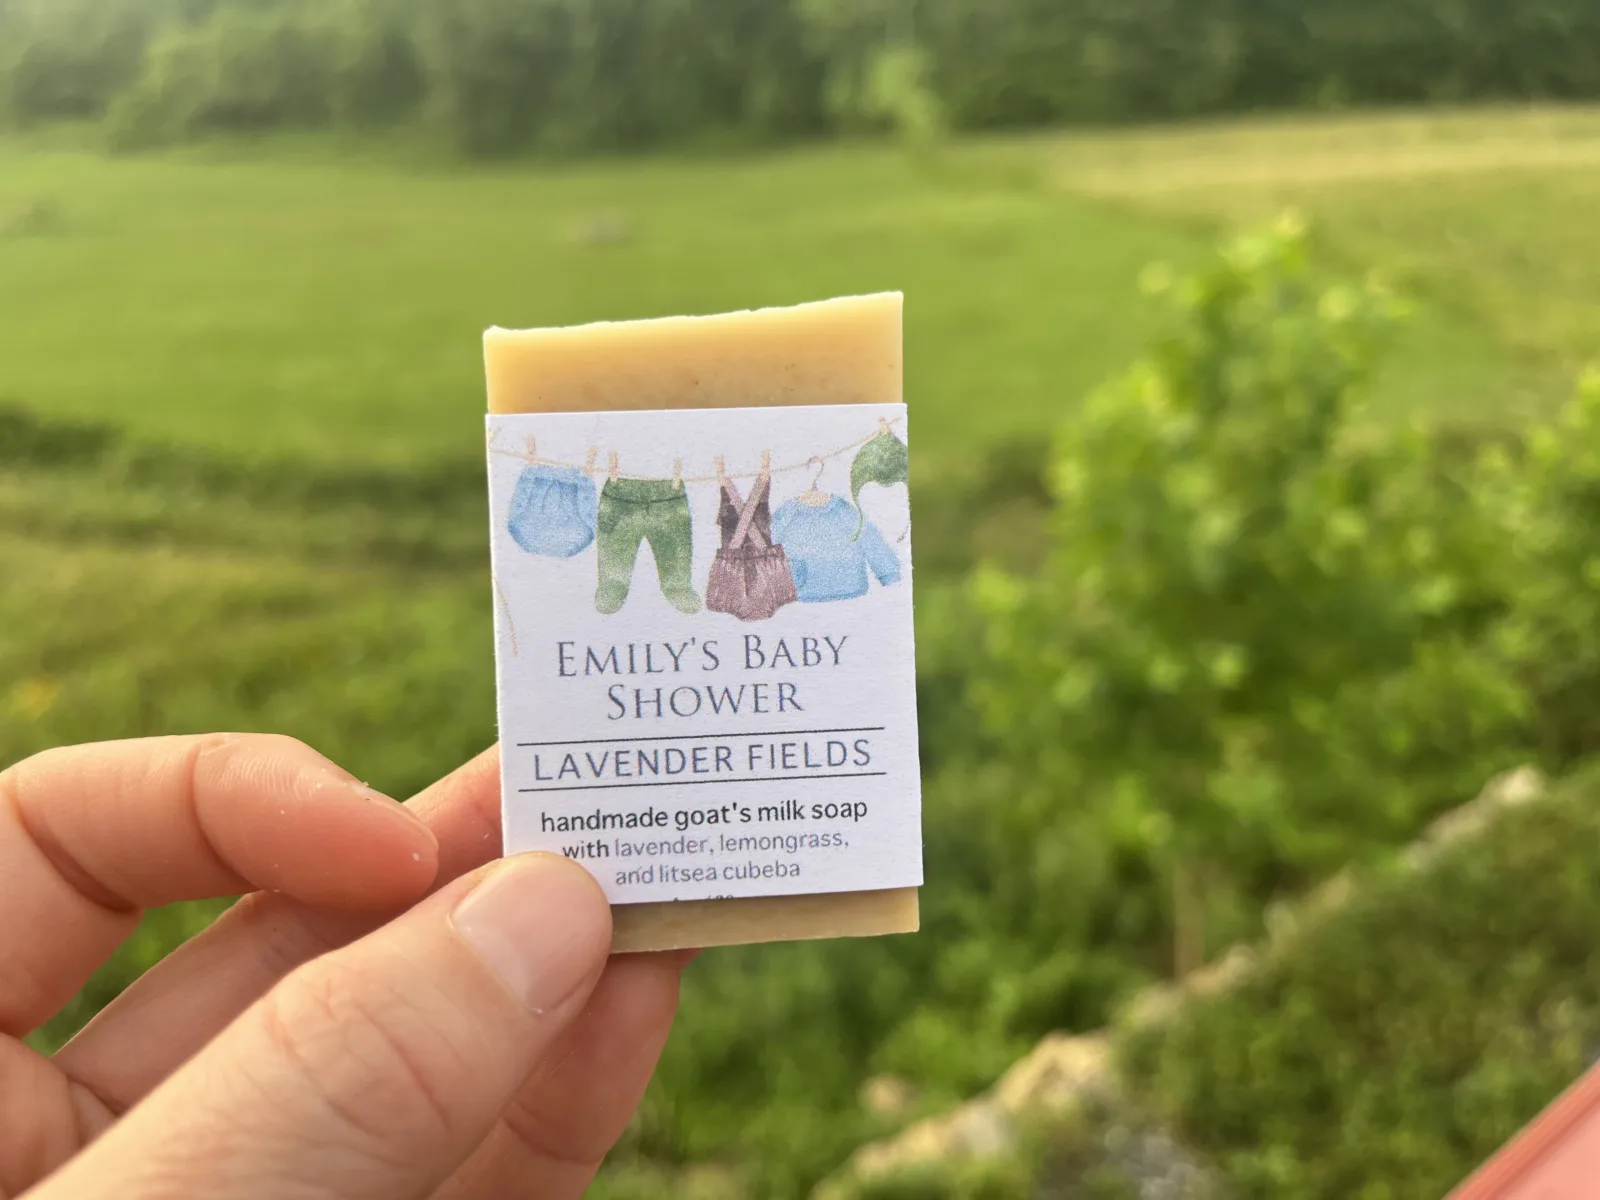 EMILY'S BABY
SHOWER
LAVENDER FIELDS
handmade goat's milk soap
with lavender, lemongrass,
and litsea cubeba